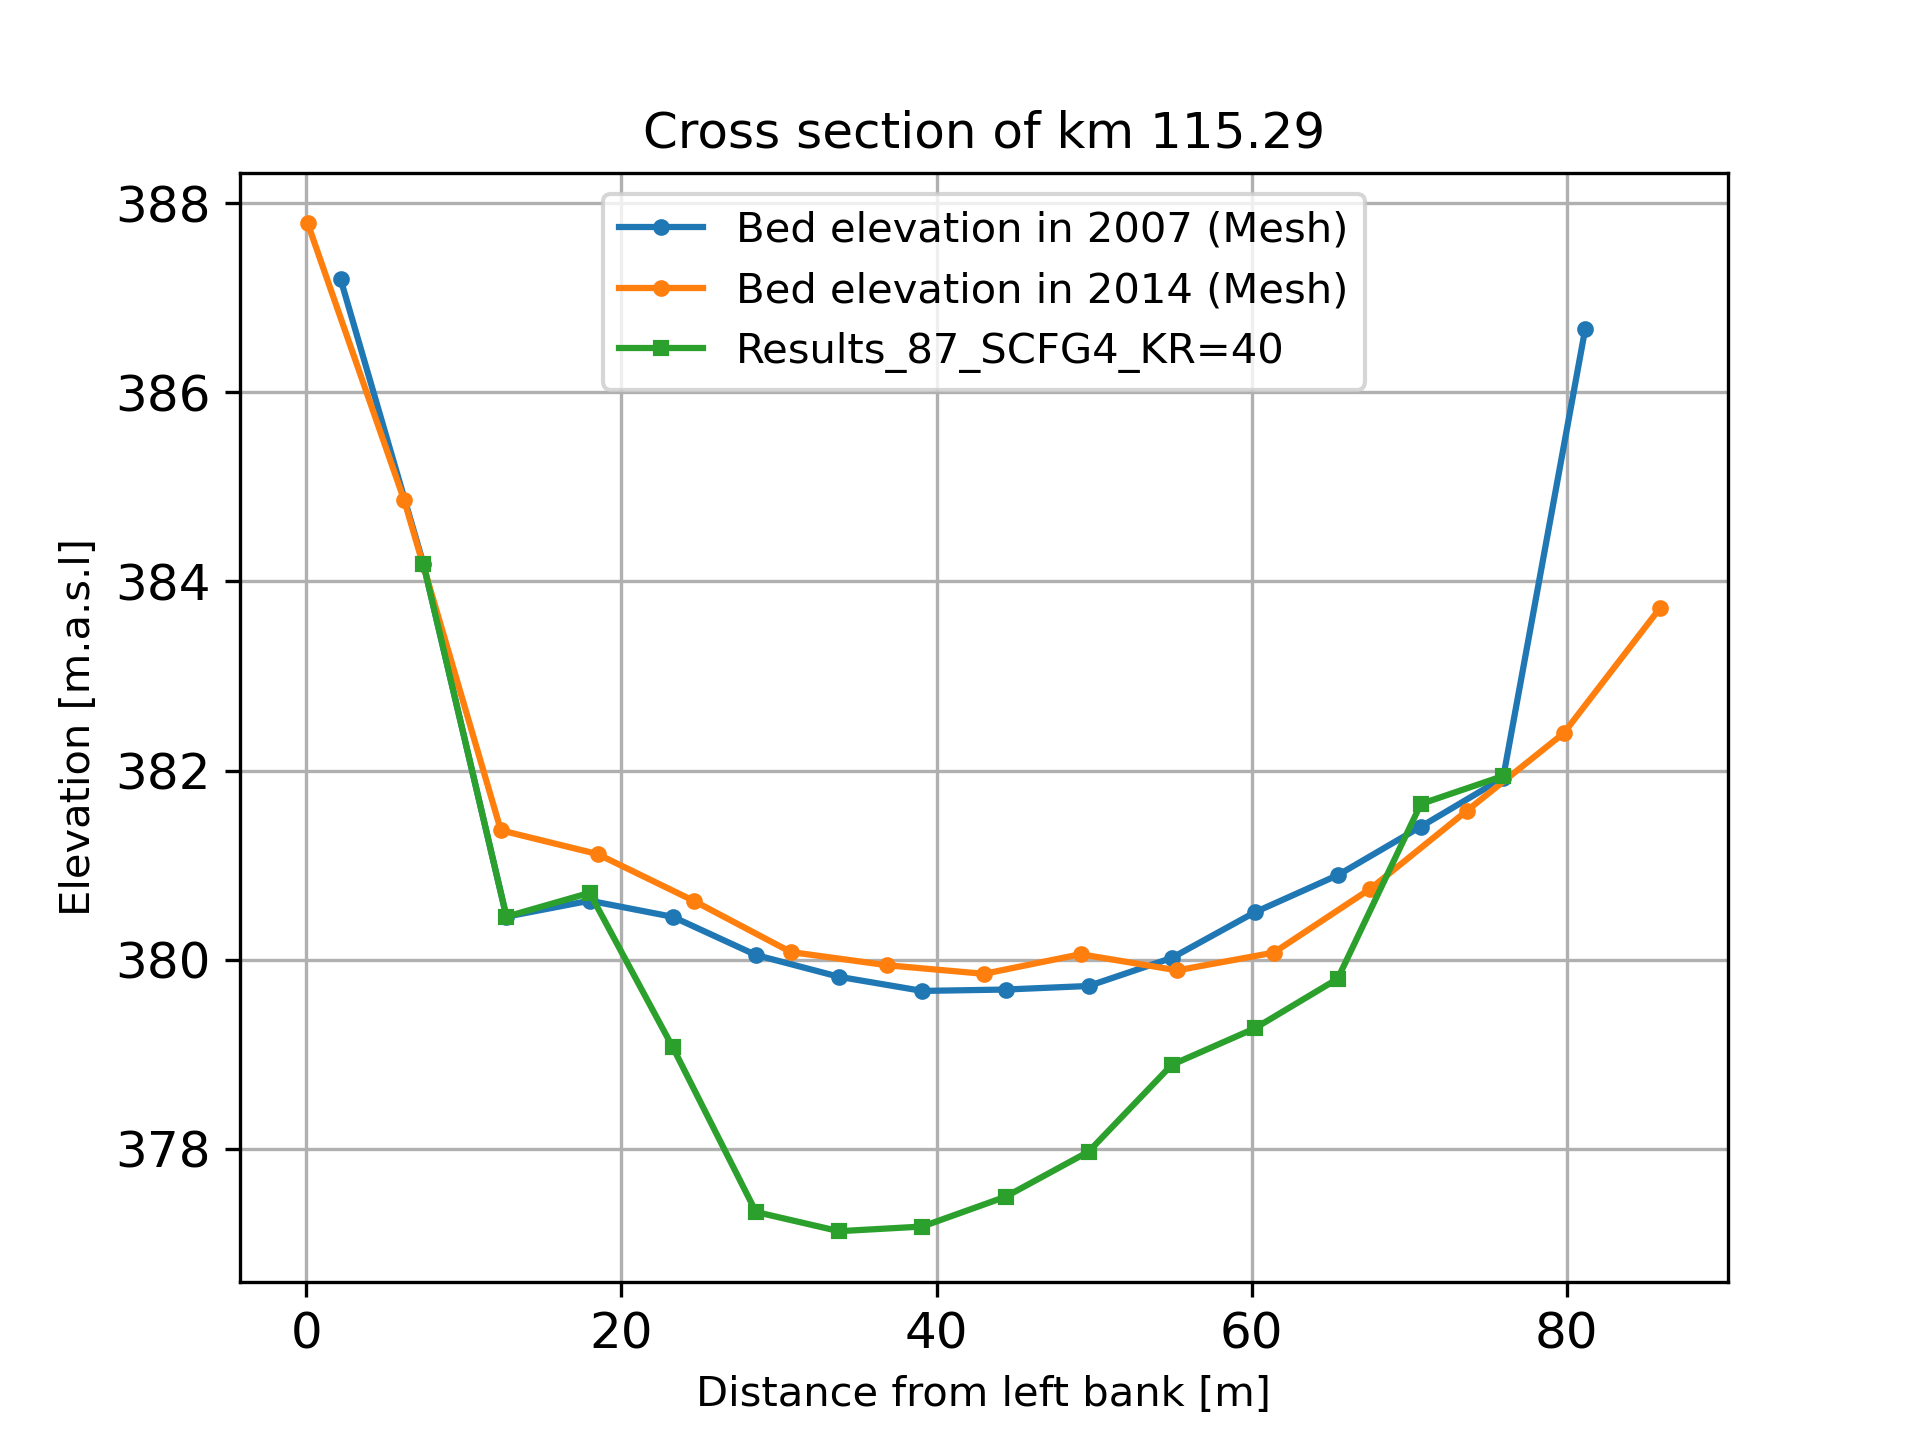 Cross section of km 115.29
Bed elevation in 2007 (Mesh)
Bed elevation in 2014 (Mesh)
Results_87_SCFG4_KR=40
Elevation [m.a.s.l]
388
386
384
382
380
378
0 20 40 60 80
Distance from left bank [m]